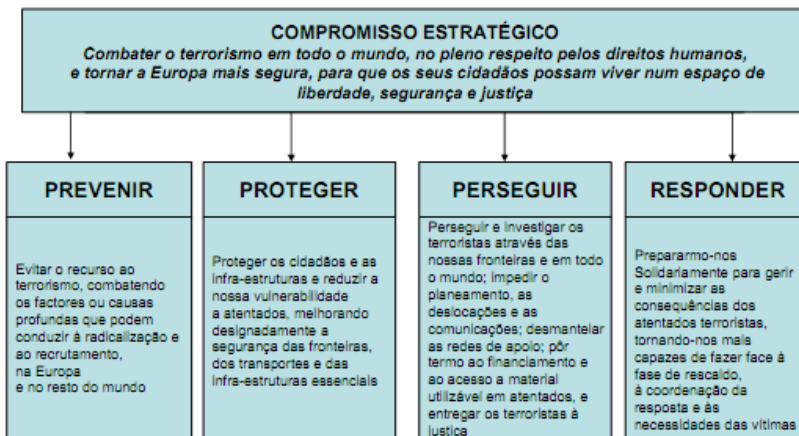 COMPROMISSO ESTRATÉGICO
Combater o terrorismo em todo o mundo, no pleno respeito pelos direitos humanos,
e tornar a Europa mais segura, para que os seus cidadãos possam viver num espaço de
liberdade, segurança e justiça
PREVENIR
Evitar o recurso ao
terrorismo, combatendo
os factores ou causas
profundas que podem
conduzir à radicalização e
ao recrutamento,
na Europa
e no resto do mundo
PROTEGER
Proteger os cidadãos e as
infra-estruturas e reduzir a
nossa vulnerabilidade
a atentados, melhorando
designadamente a
segurança das fronteiras,
dos transportes e das
infra-estruturas essenciais
PERSEGUIR
Perseguir e investigar os
terroristas através das
nossas fronteiras e em todo
o mundo; impedir o
planeamento, as
deslocações e as
comunicações; desmantelar
as redes de apoio; pôr
termo ao financiamento e
ao acesso a material
utilizável em atentados, e
entregar os terroristas à
justiça
RESPONDER
Prepararmo-nos
Solidariamente para gerir
e minimizar as
consequências dos
atentados terroristas,
tornando-nos mais
capazes de fazer face à
fase de rescaldo,
à coordenação da
resposta e às
necessidades das vítimas